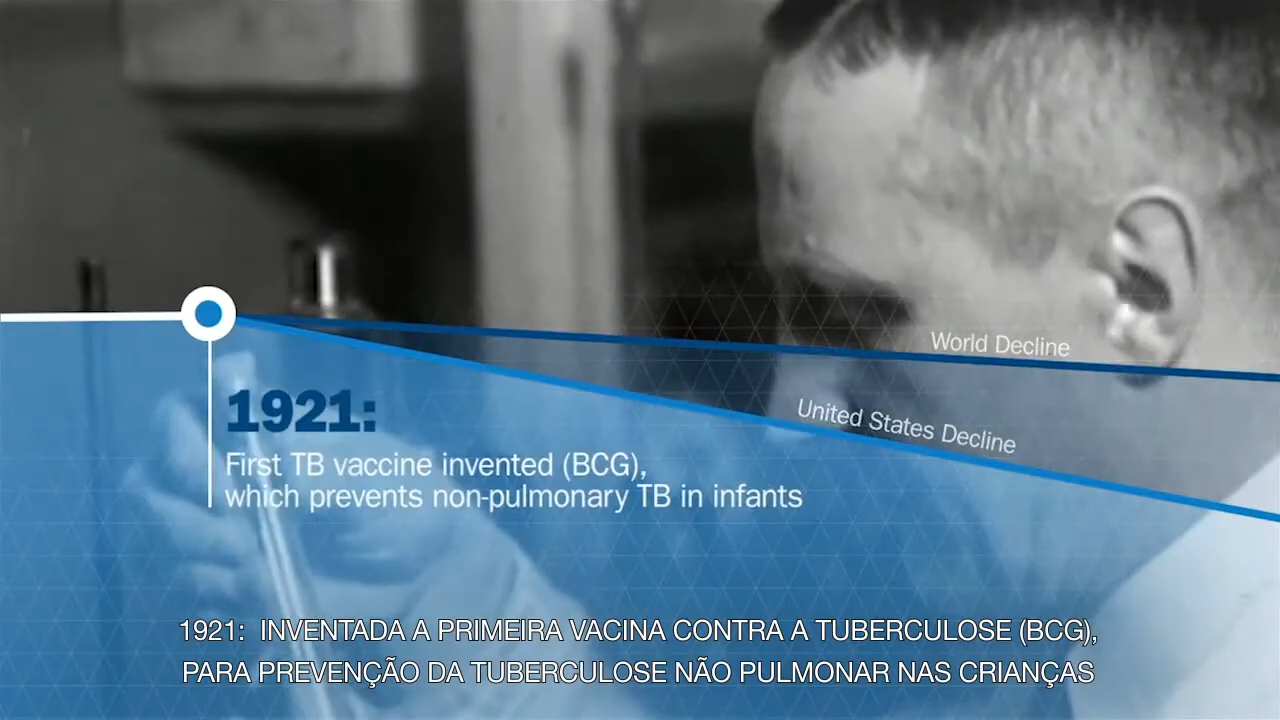 World Decline
United States Decline
1921:
First TB vaccine invented (BCG),
which prevents non-pulmonary TB in infants
1921:  INVENTADA A PRIMEIRA VACINA CONTRA A TUBERCULOSE (BCG),
PARA PREVENÇÃO DA TUBERCULOSE NÃO PULMONAR NAS CRIANÇAS